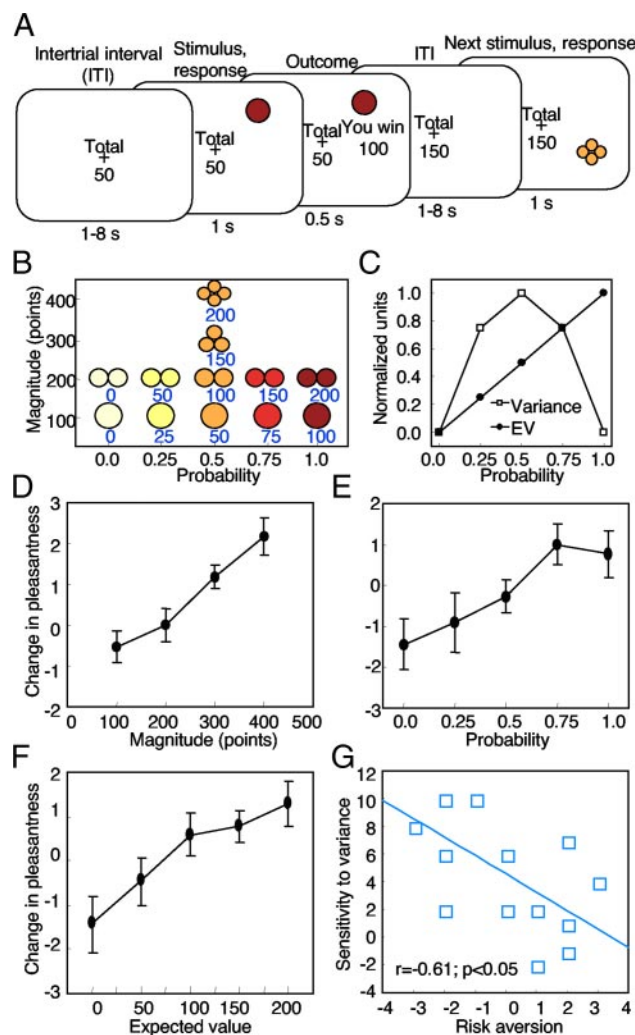 A
Intertrial interval
(ITI)
Stimulus,
response
Outcome
ITI
Next stimulus, response
Total
+
50
Total
+
50
Total
+
50
You win
100
Total
+
150
Total
+
150
1-8 s
1 s
0.5 s
1-8 s
1 s
B
Magnitude (points)
400
300
200
100
200
150
0
50
100
150
200
0
25
50
75
100
0.0
0.25
0.5
0.75
1.0
Probability
C
Normalized units
1.0
0.8
0.6
0.4
0.2
0.0
Variance
EV
0.0
0.25
0.5
0.75
1.0
Probability
D
Change in pleasantness
3
2
1
0
-1
-2
0
100
200
300
400
500
Magnitude (points)
E
2
1
0
-1
-2
-3
0.0
0.25
0.5
0.75
1.0
Probability
F
Change in pleasantness
2
1
0
-1
-2
-3
0
50
100
150
200
Expected value
G
Sensitivity to variance
12
10
8
6
4
2
0
-2
-4
r=-0.61; p<0.05
-4
-3
-2
-1
0
1
2
3
4
Risk aversion